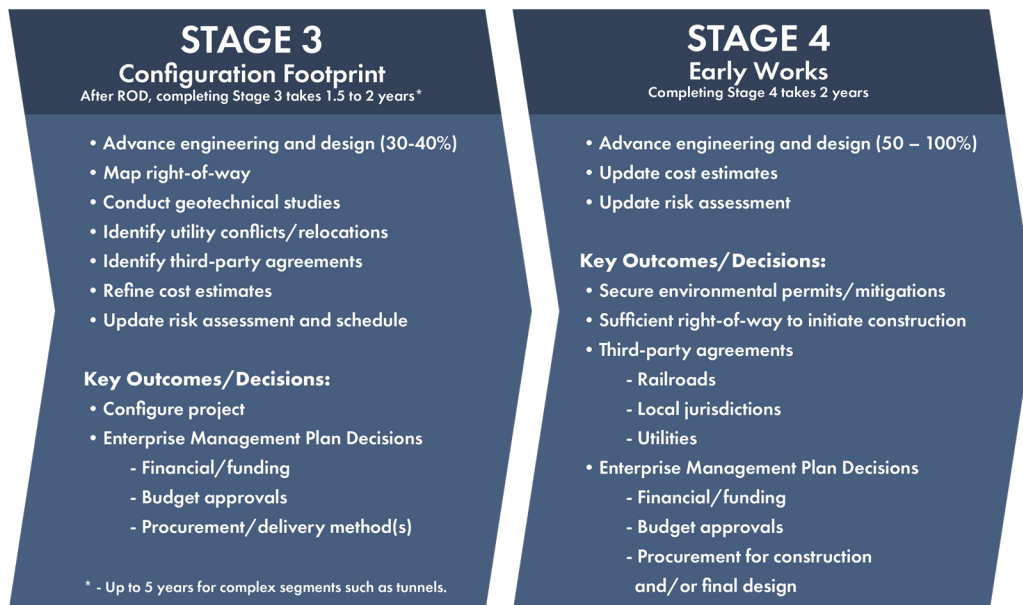 STAGE 3
Configuration Footprint
After ROD, completing Stage 3 takes 1.5 to 2 years*
• Advance engineering and design (30-40%)
• Map right-of-way
• Conduct geotechnical studies
• Identify utility conflicts/relocations
• Identify third-party agreements
• Refine cost estimates
• Update risk assessment and schedule
Key Outcomes/Decisions:
• Configure project
• Enterprise Management Plan Decisions
- Financial/funding
- Budget approvals
- Procurement/delivery method(s)
* - Up to 5 years for complex segments such as tunnels.
STAGE 4
Early Works
Completing Stage 4 takes 2 years
• Advance engineering and design (50 – 100%)
• Update cost estimates
• Update risk assessment
Key Outcomes/Decisions:
• Secure environmental permits/mitigations
• Sufficient right-of-way to initiate construction
• Third-party agreements
- Railroads
- Local jurisdictions
- Utilities
• Enterprise Management Plan Decisions
- Financial/funding
- Budget approvals
- Procurement for construction
and/or final design